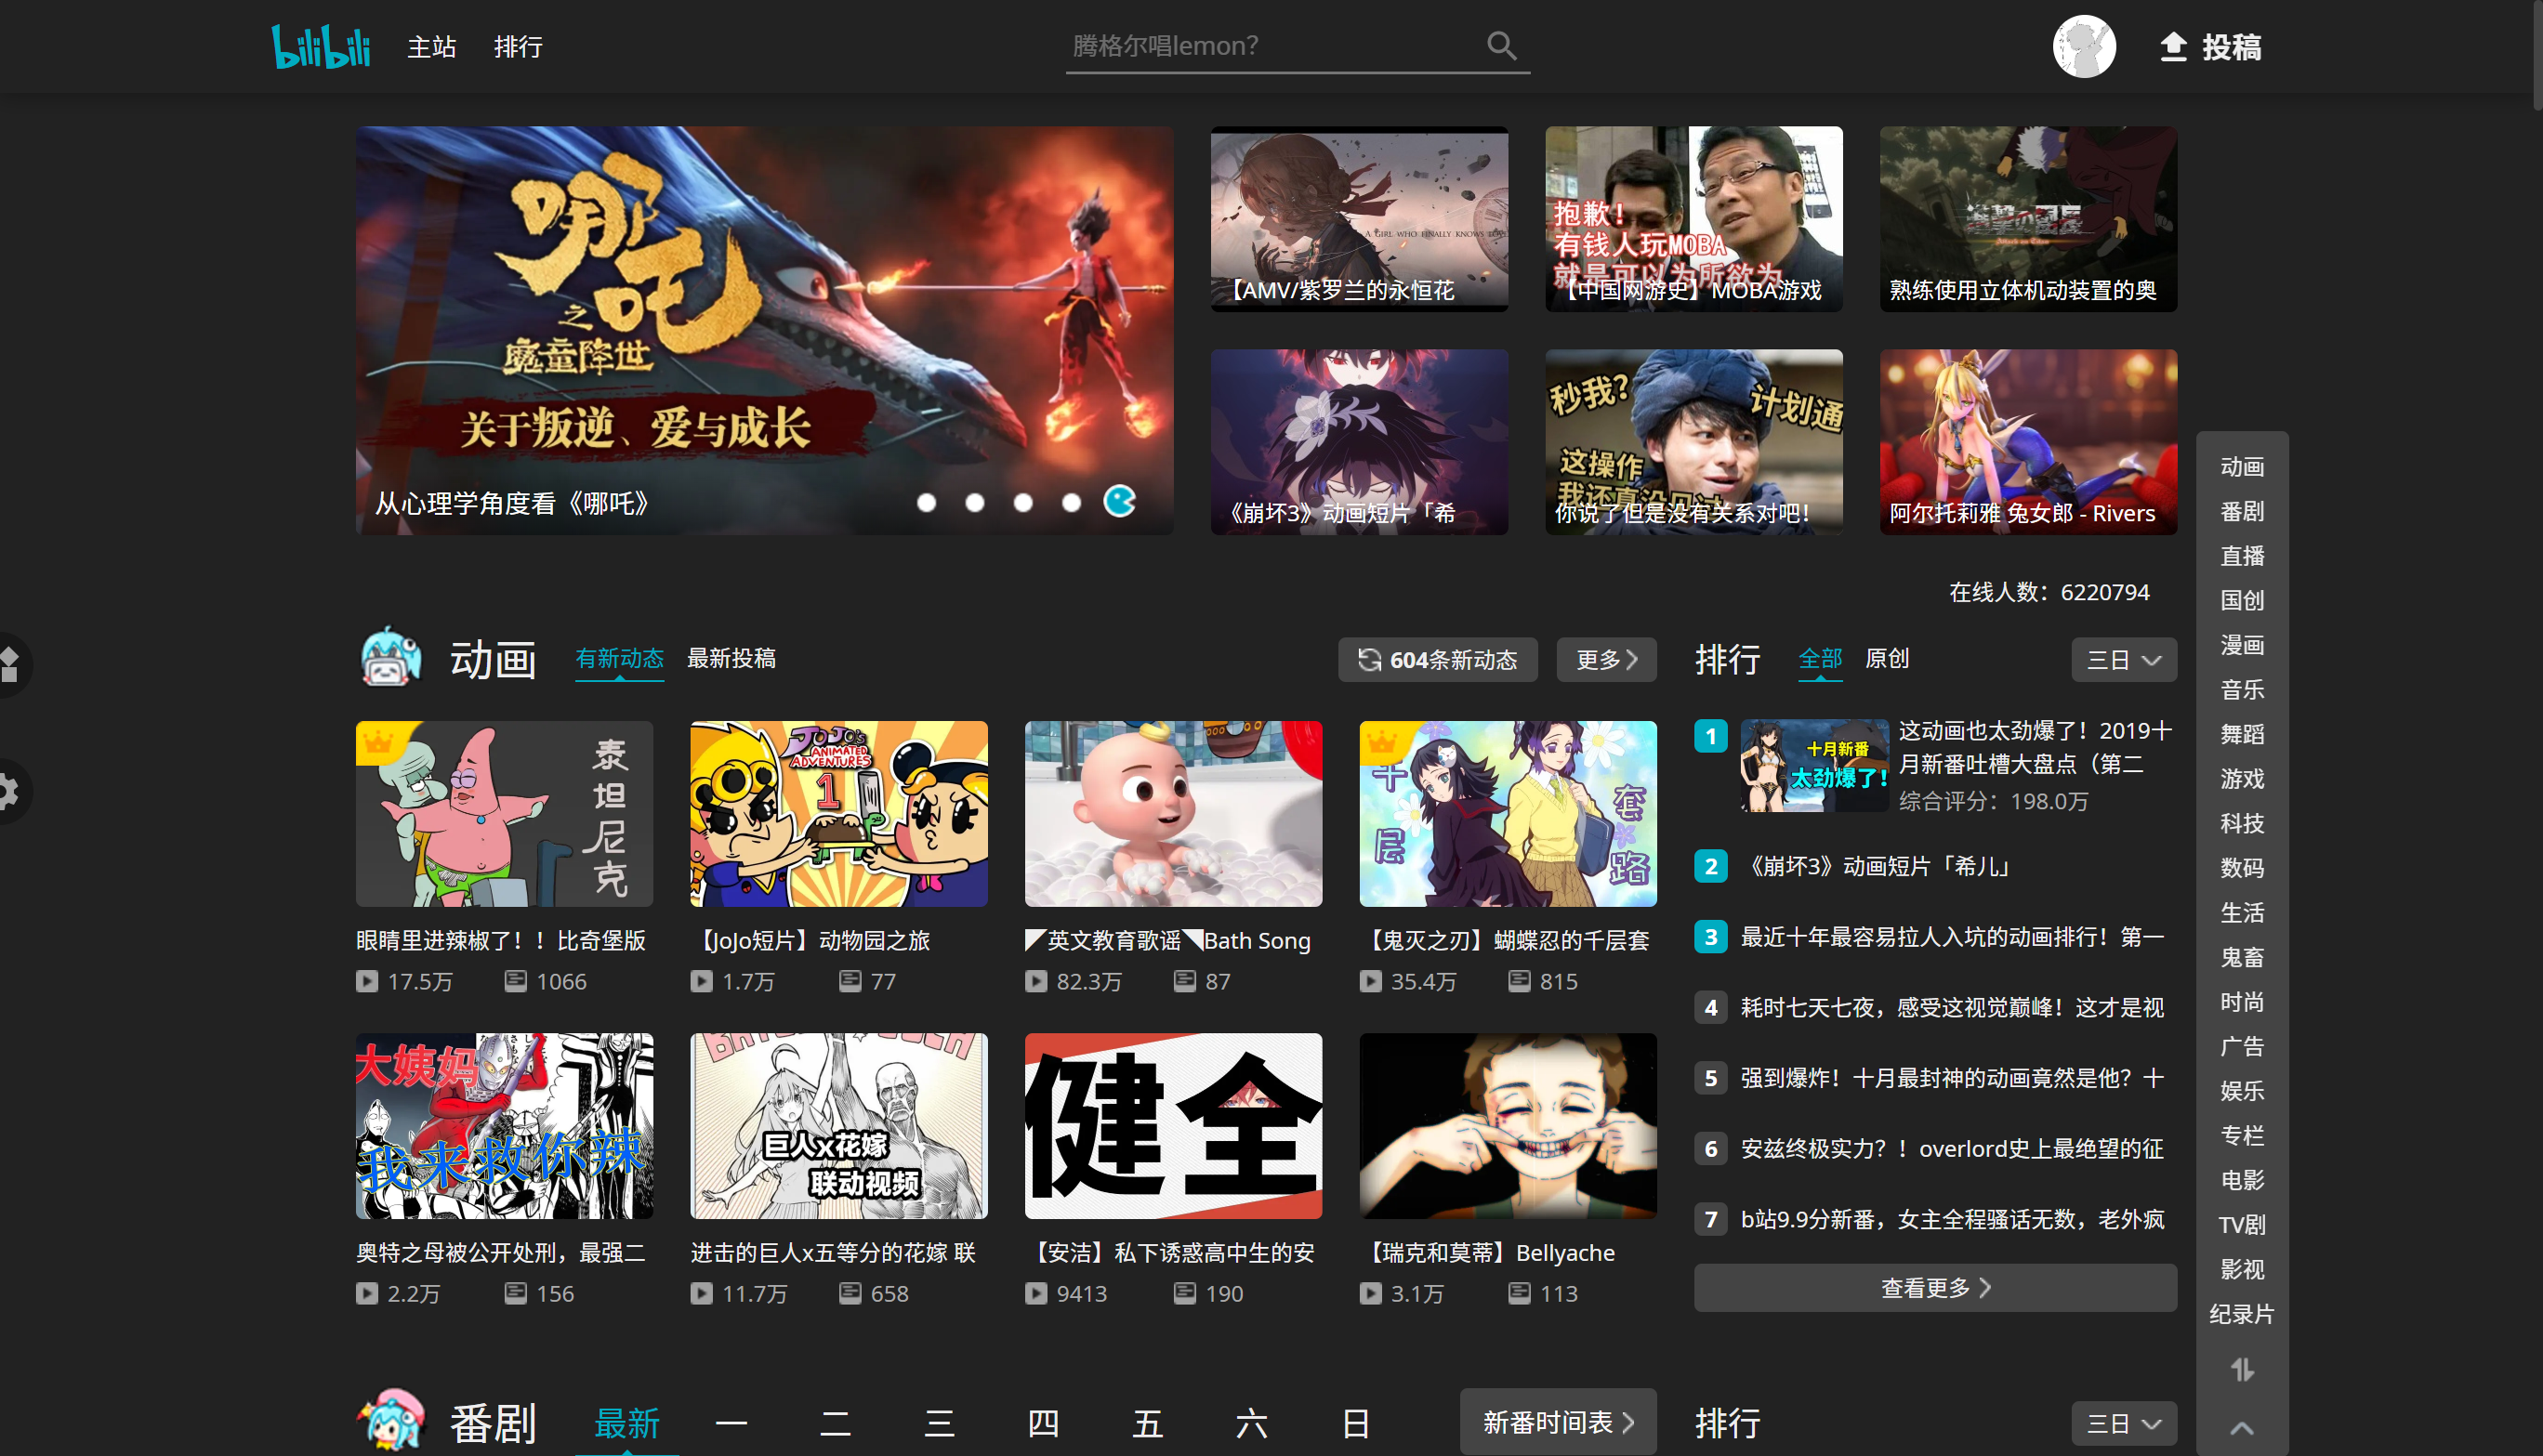 bilibili
主站
排行
腾格尔唱lemon?
投稿
哪吒
之
魔童降世
关于叛逆、爱与成长
从心理学角度看《哪吒》
A GIRL WHO FINALLY KNOWS
【AMV/紫罗兰的永恒花
抱歉！
有钱人玩MOBA
就是可以为所欲为
【中国网游史】MOBA游戏
Attack on Titan
熟练使用立体机动装置的奥
《崩坏3》动画短片「希
秒我？
计划通
这操作
我还真没见过
你说了但是没有关系对吧！
阿尔托莉雅 兔女郎 - Rivers
在线人数：6220794
动画
有新动态
最新投稿
604条新动态
更多
排行
全部
原创
三日
泰坦尼克
眼睛里进辣椒了！！比奇堡版
17.5万
1066
JoJo's
ANIMATED
ADVENTURES
1
【JoJo短片】动物园之旅
1.7万
77
◤英文教育歌谣◥Bath Song
82.3万
87
千层
套路
【鬼灭之刃】蝴蝶忍的千层套
35.4万
815
大姨妈
我来救你辣
奥特之母被公开处刑，最强二
2.2万
156
巨人x花嫁
联动视频
进击的巨人x五等分的花嫁 联
11.7万
658
健全
【安洁】私下诱惑高中生的安
9413
190
【瑞克和莫蒂】Bellyache
3.1万
113
1
十月新番
太劲爆了！
这动画也太劲爆了！2019十
月新番吐槽大盘点（第二
综合评分：198.0万
2
《崩坏3》动画短片「希儿」
3
最近十年最容易拉人入坑的动画排行！第一
4
耗时七天七夜，感受这视觉巅峰！这才是视
5
强到爆炸！十月最封神的动画竟然是他？十
6
安兹终极实力？！overlord史上最绝望的征
7
b站9.9分新番，女主全程骚话无数，老外疯
查看更多
番剧
最新
一
二
三
四
五
六
日
新番时间表
排行
三日
动画
番剧
直播
国创
漫画
音乐
舞蹈
游戏
科技
数码
生活
鬼畜
时尚
广告
娱乐
专栏
电影
TV剧
影视
纪录片